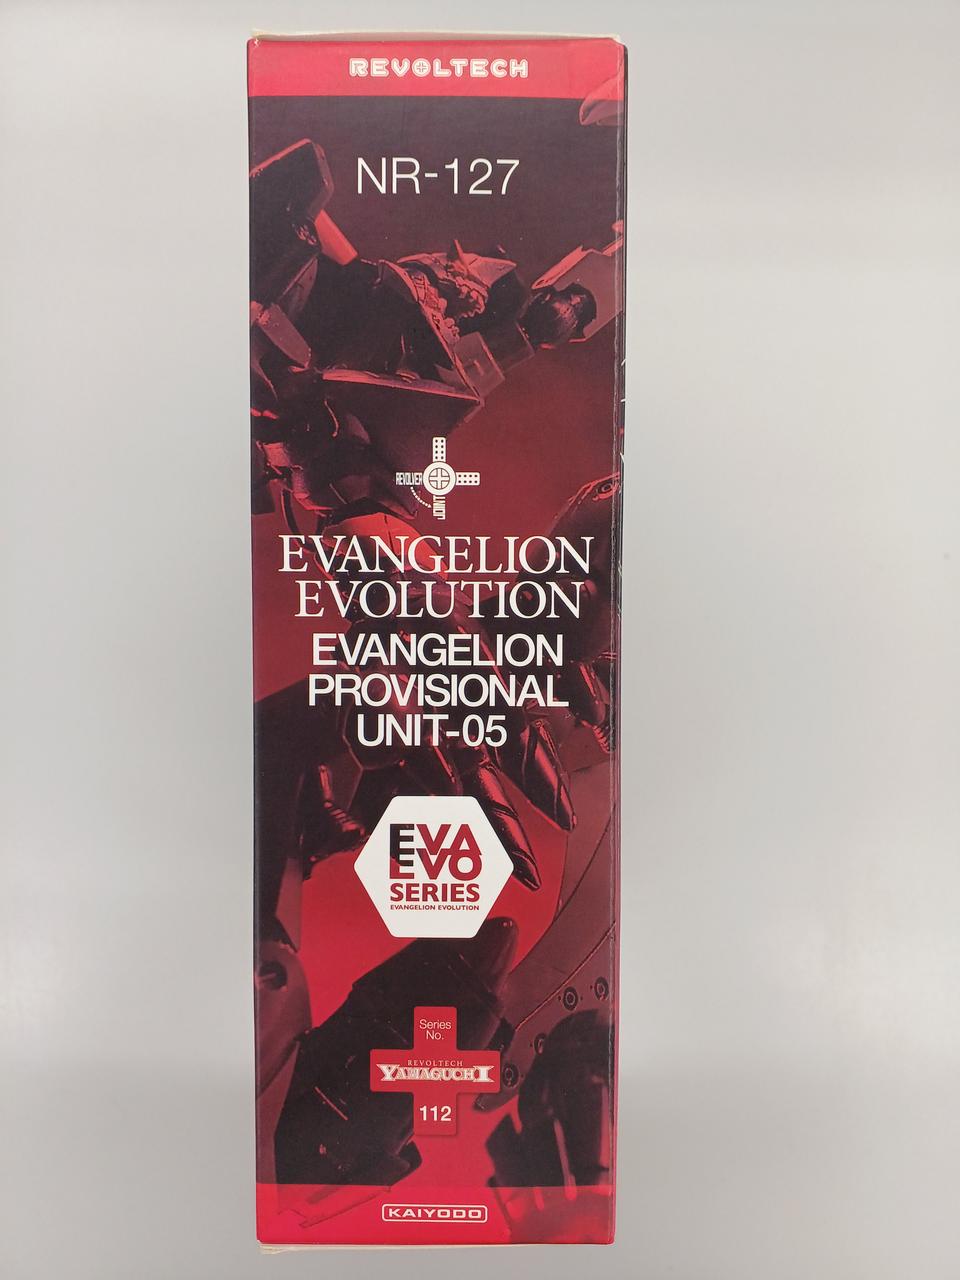 REVOLTECH
NR-127
REVOLVER
JOINT
EVANGELION
EVOLUTION
EVANGELION
PROVISIONAL
UNIT-05
EVA
EVO
SERIES
EVANGELION EVOLUTION
Series
No.
REVOLTECH
YAMAGUCHI
112
KAIYODO